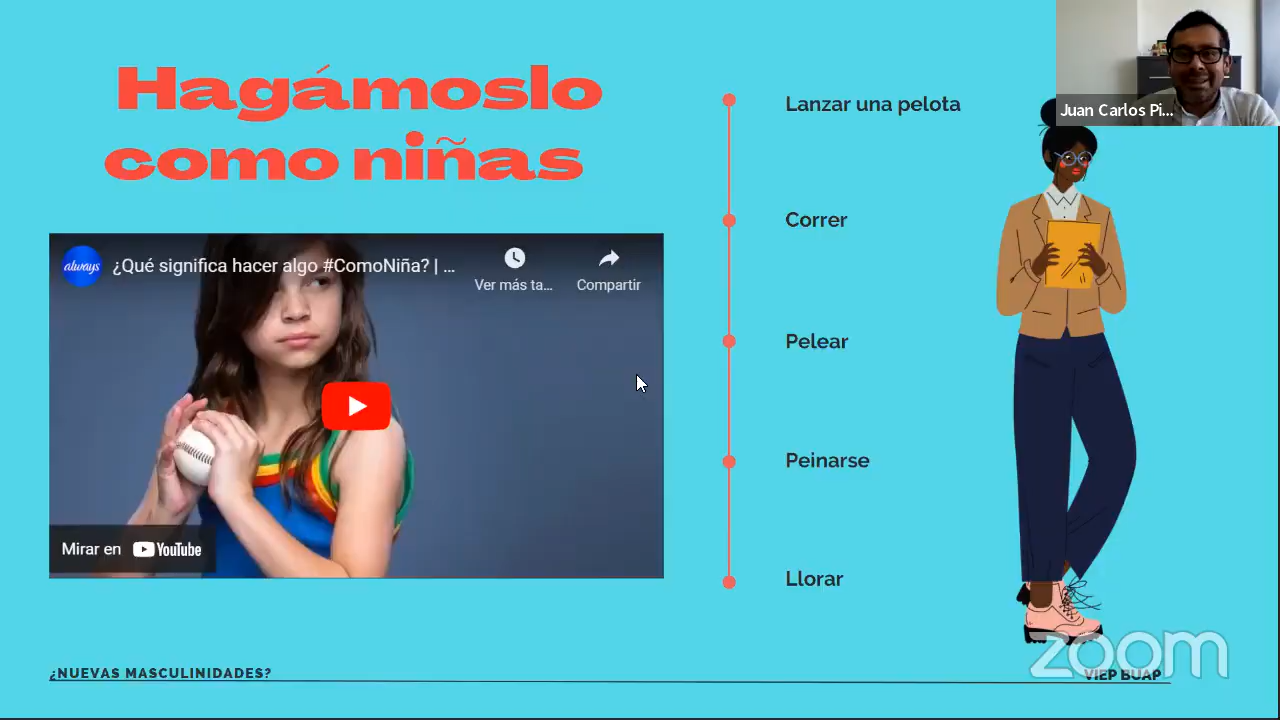 Hagámoslo
como niñas
always
¿Qué significa hacer algo #ComoNiña? | ...
Ver más ta...
Compartir
Mirar en YouTube
Lanzar una pelota
Correr
Pelear
Peinarse
Llorar
Juan Carlos Pi...
¿NUEVAS MASCULINIDADES?
VIEP BUAP
zoom